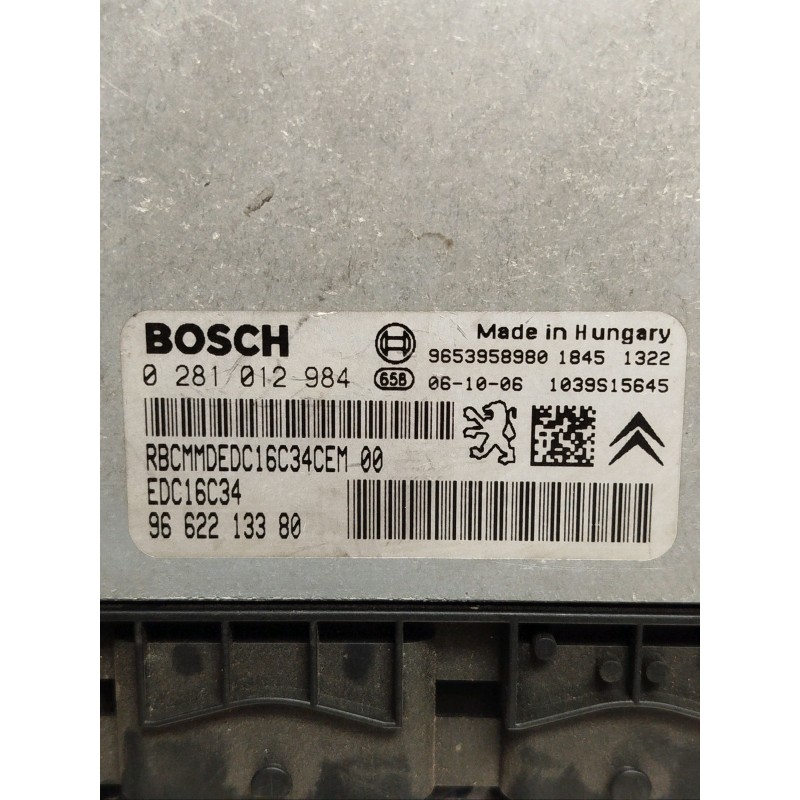 BOSCH
Made in Hungary
9653958980 1845 1322
0 281 012 984
658 06-10-06 1039S15645
RBCMMDEDC16C34CEM 00
EDC16C34
96 622 133 80